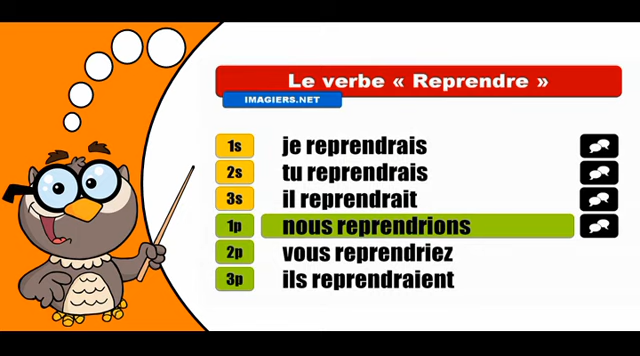 Le verbe « Reprendre »
IMAGIERS.NET
1s je reprendrais
2s tu reprendrais
3s il reprendrait
1p nous reprendrions
2p vous reprendriez
3p ils reprendraient